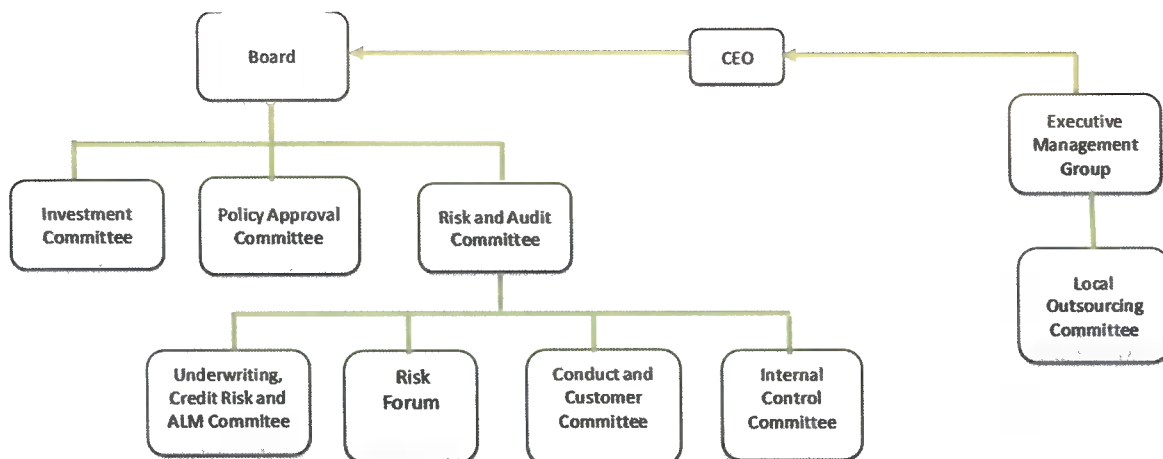 Board
CEO
Executive
Management
Group
Investment
Committee
Policy Approval
Committee
Risk and Audit
Committee
Local
Outsourcing
Committee
Underwriting,
Credit Risk and
ALM Commitee
Risk
Forum
Conduct and
Customer
Committee
Internal
Control
Committee